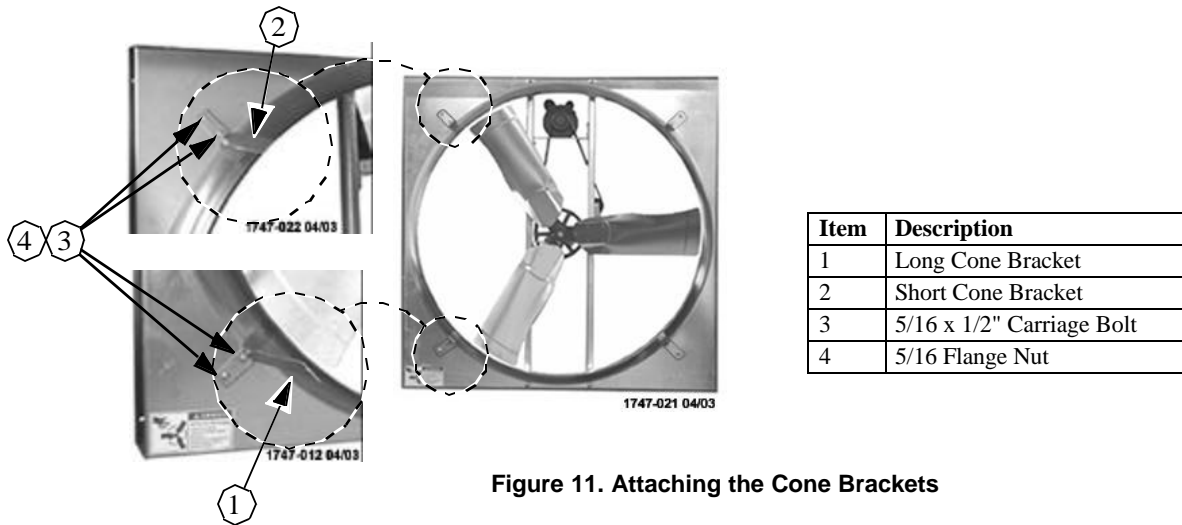 2
1747-022 04/03
4
3
1747-012 04/03
1
1747-021 04/03
Item Description
1 Long Cone Bracket
2 Short Cone Bracket
3 5/16 x 1/2" Carriage Bolt
4 5/16 Flange Nut
Figure 11. Attaching the Cone Brackets